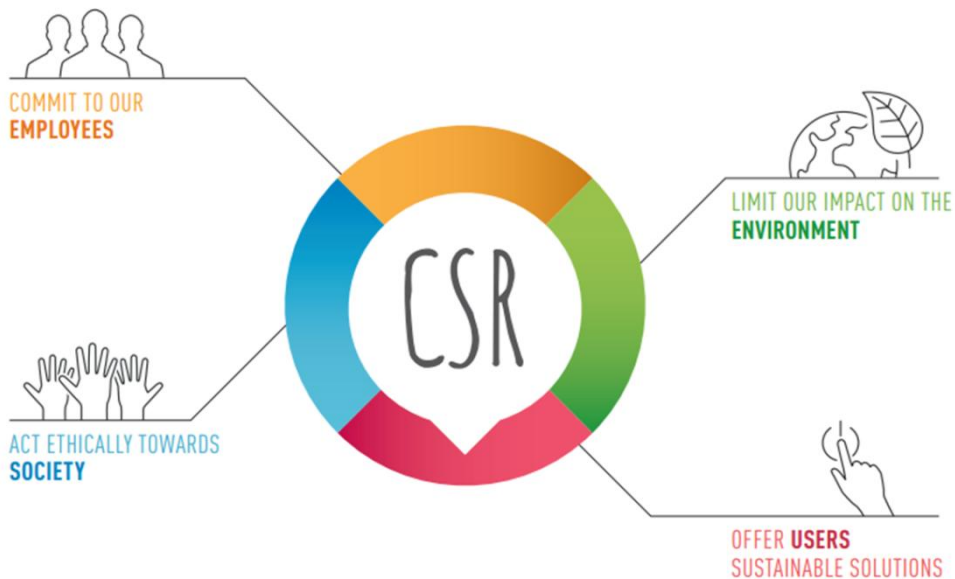 COMMIT TO OUR
EMPLOYEES
LIMIT OUR IMPACT ON THE
ENVIRONMENT
CSR
ACT ETHICALLY TOWARDS
SOCIETY
OFFER USERS
SUSTAINABLE SOLUTIONS